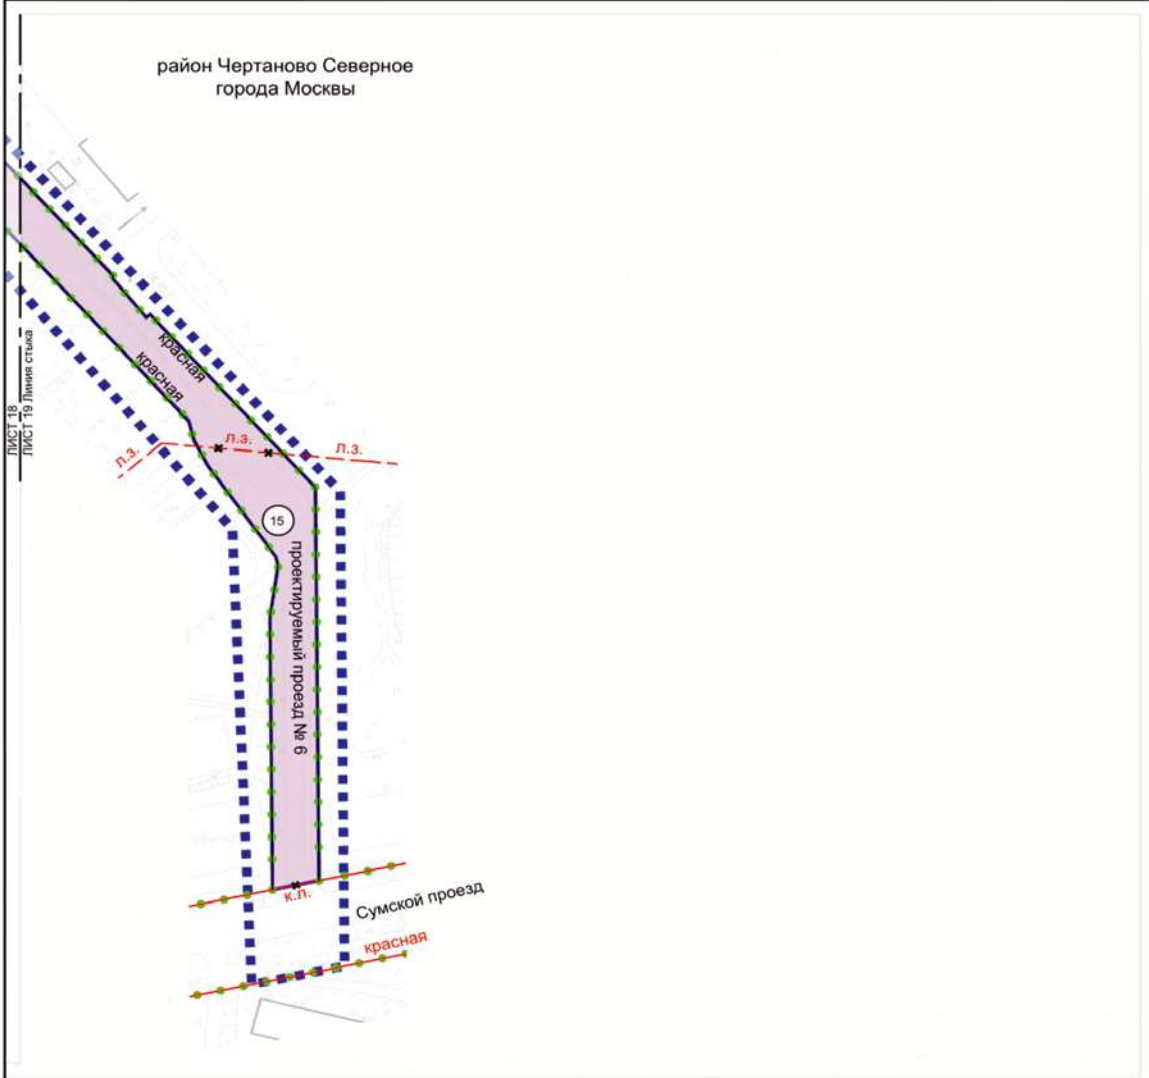 район Чертаново Северное
города Москвы
ЛИСТ 18
ЛИСТ 19 Линия стыка
красная
красная
л.з.
л.з.
л.з.
15
проектируемый проезд № 6
к.л.
Сумской проезд
красная